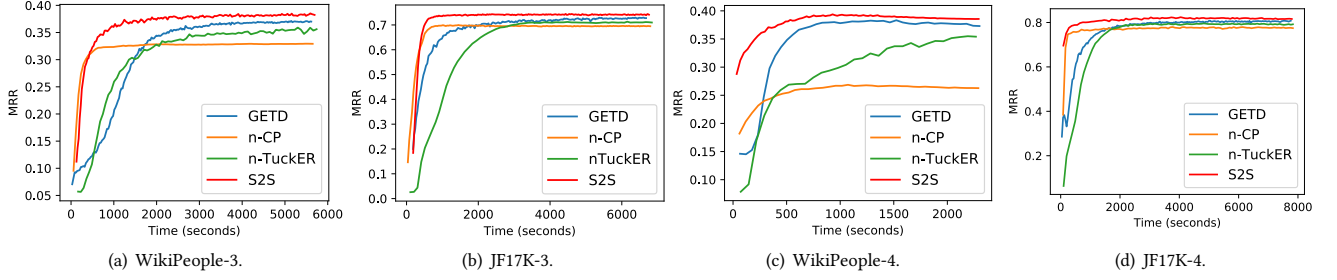 0.40
0.35
0.30
0.25
0.20
0.15
0.10
0.05
MRR
GETD
n-CP
n-TuckER
S2S
0 1000 2000 3000 4000 5000 6000
Time (seconds)
(a) WikiPeople-3.
0.7
0.6
0.5
0.4
0.3
0.2
0.1
0.0
MRR
GETD
n-CP
nTuckER
S2S
0 2000 4000 6000
Time (seconds)
(b) JF17K-3.
0.40
0.35
0.30
0.25
0.20
0.15
0.10
MRR
GETD
n-CP
n-TuckER
S2S
0 500 1000 1500 2000
Time (seconds)
(c) WikiPeople-4.
0.8
0.6
0.4
0.2
MRR
GETD
n-CP
n-TuckER
S2S
0 2000 4000 6000 8000
Time (seconds)
(d) JF17K-4.